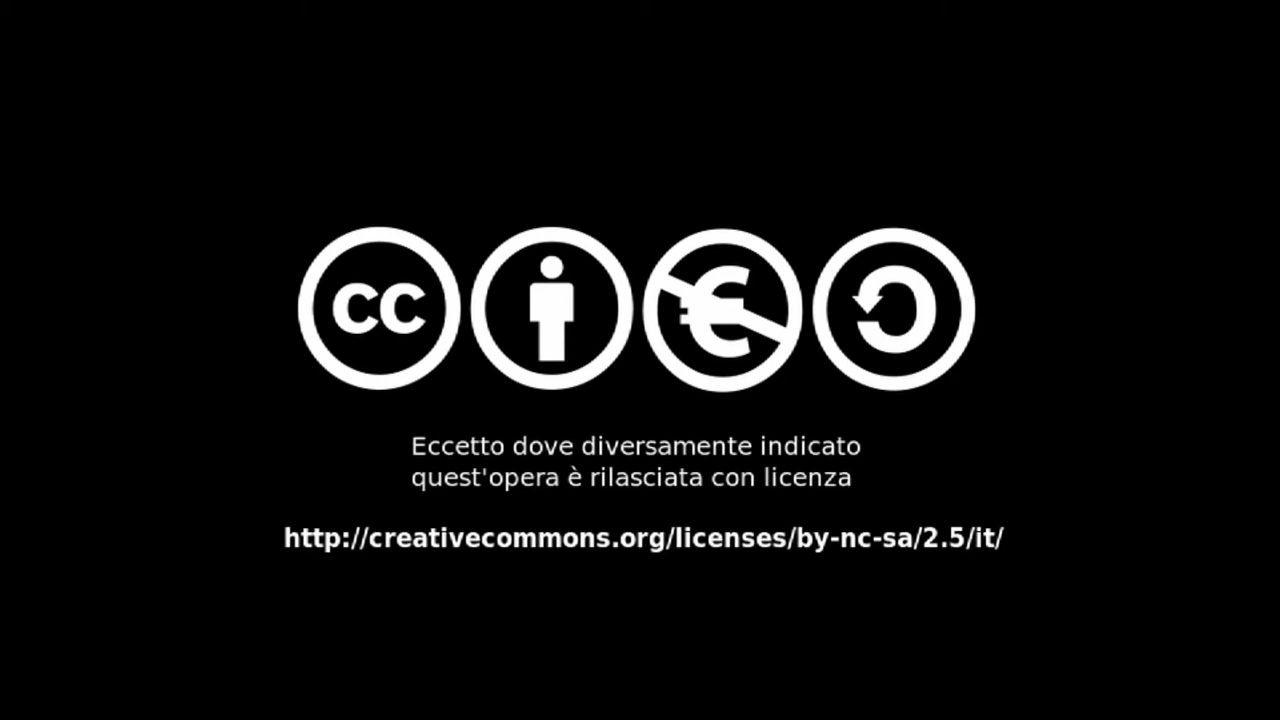 cc
Eccetto dove diversamente indicato
quest'opera è rilasciata con licenza
http://creativecommons.org/licenses/by-nc-sa/2.5/it/